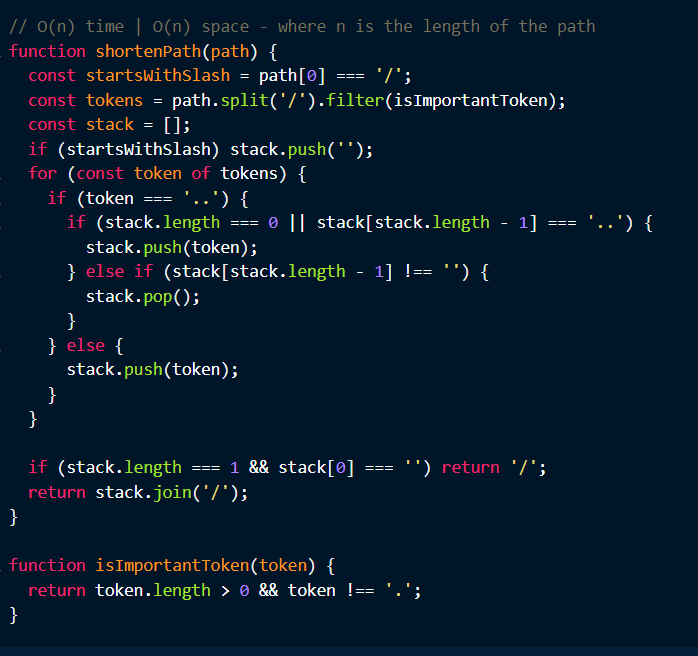 // O(n) time | O(n) space - where n is the length of the path
function shortenPath(path) {
  const startsWithSlash = path[0] === '/';
  const tokens = path.split('/').filter(isImportantToken);
  const stack = [];
  if (startsWithSlash) stack.push('');
  for (const token of tokens) {
    if (token === '..') {
      if (stack.length === 0 || stack[stack.length - 1] === '..') {
        stack.push(token);
      } else if (stack[stack.length - 1] !== '') {
        stack.pop();
      }
    } else {
      stack.push(token);
    }
  }

  if (stack.length === 1 && stack[0] === '') return '/';
  return stack.join('/');
}

function isImportantToken(token) {
  return token.length > 0 && token !== '.';
}